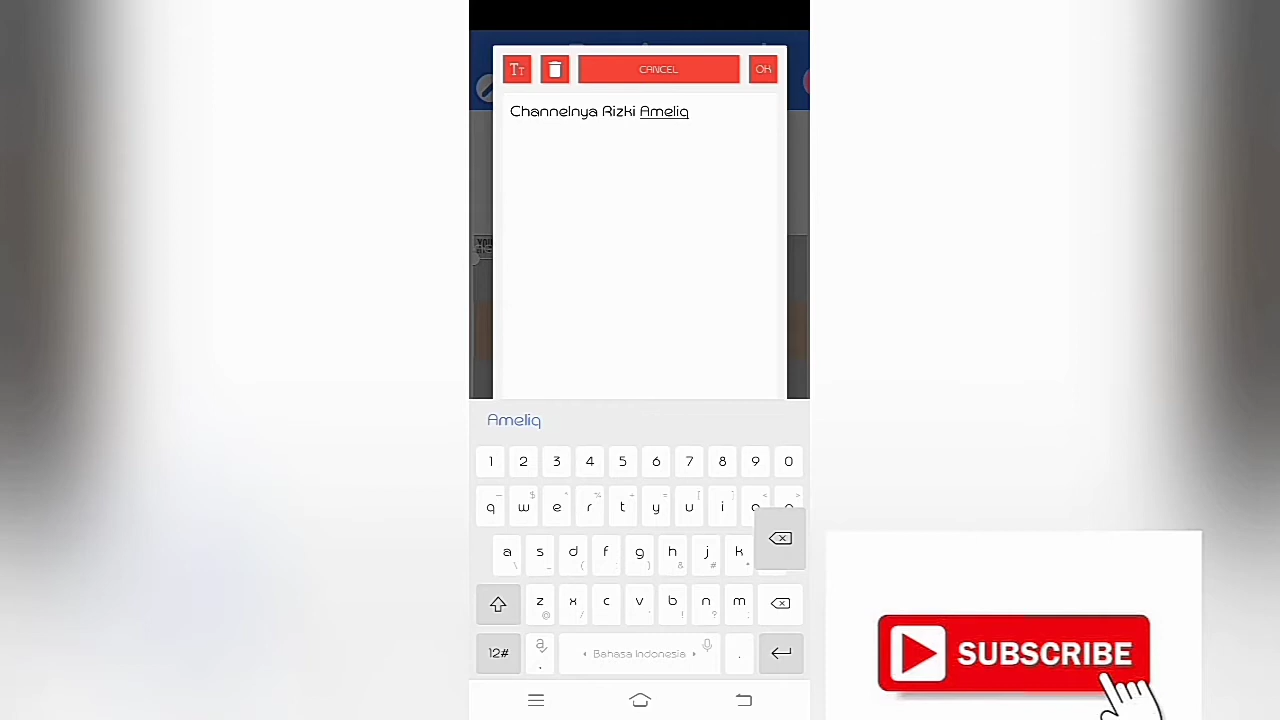 TT
CANCEL
OK
Channelnya Rizki Ameliq
Ameliq
1 2 3 4 5 6 7 8 9 0
q w e r t y u i
a s d f g h j k
z x c v b n m
12# Bahasa Indonesia .
SUBSCRIBE